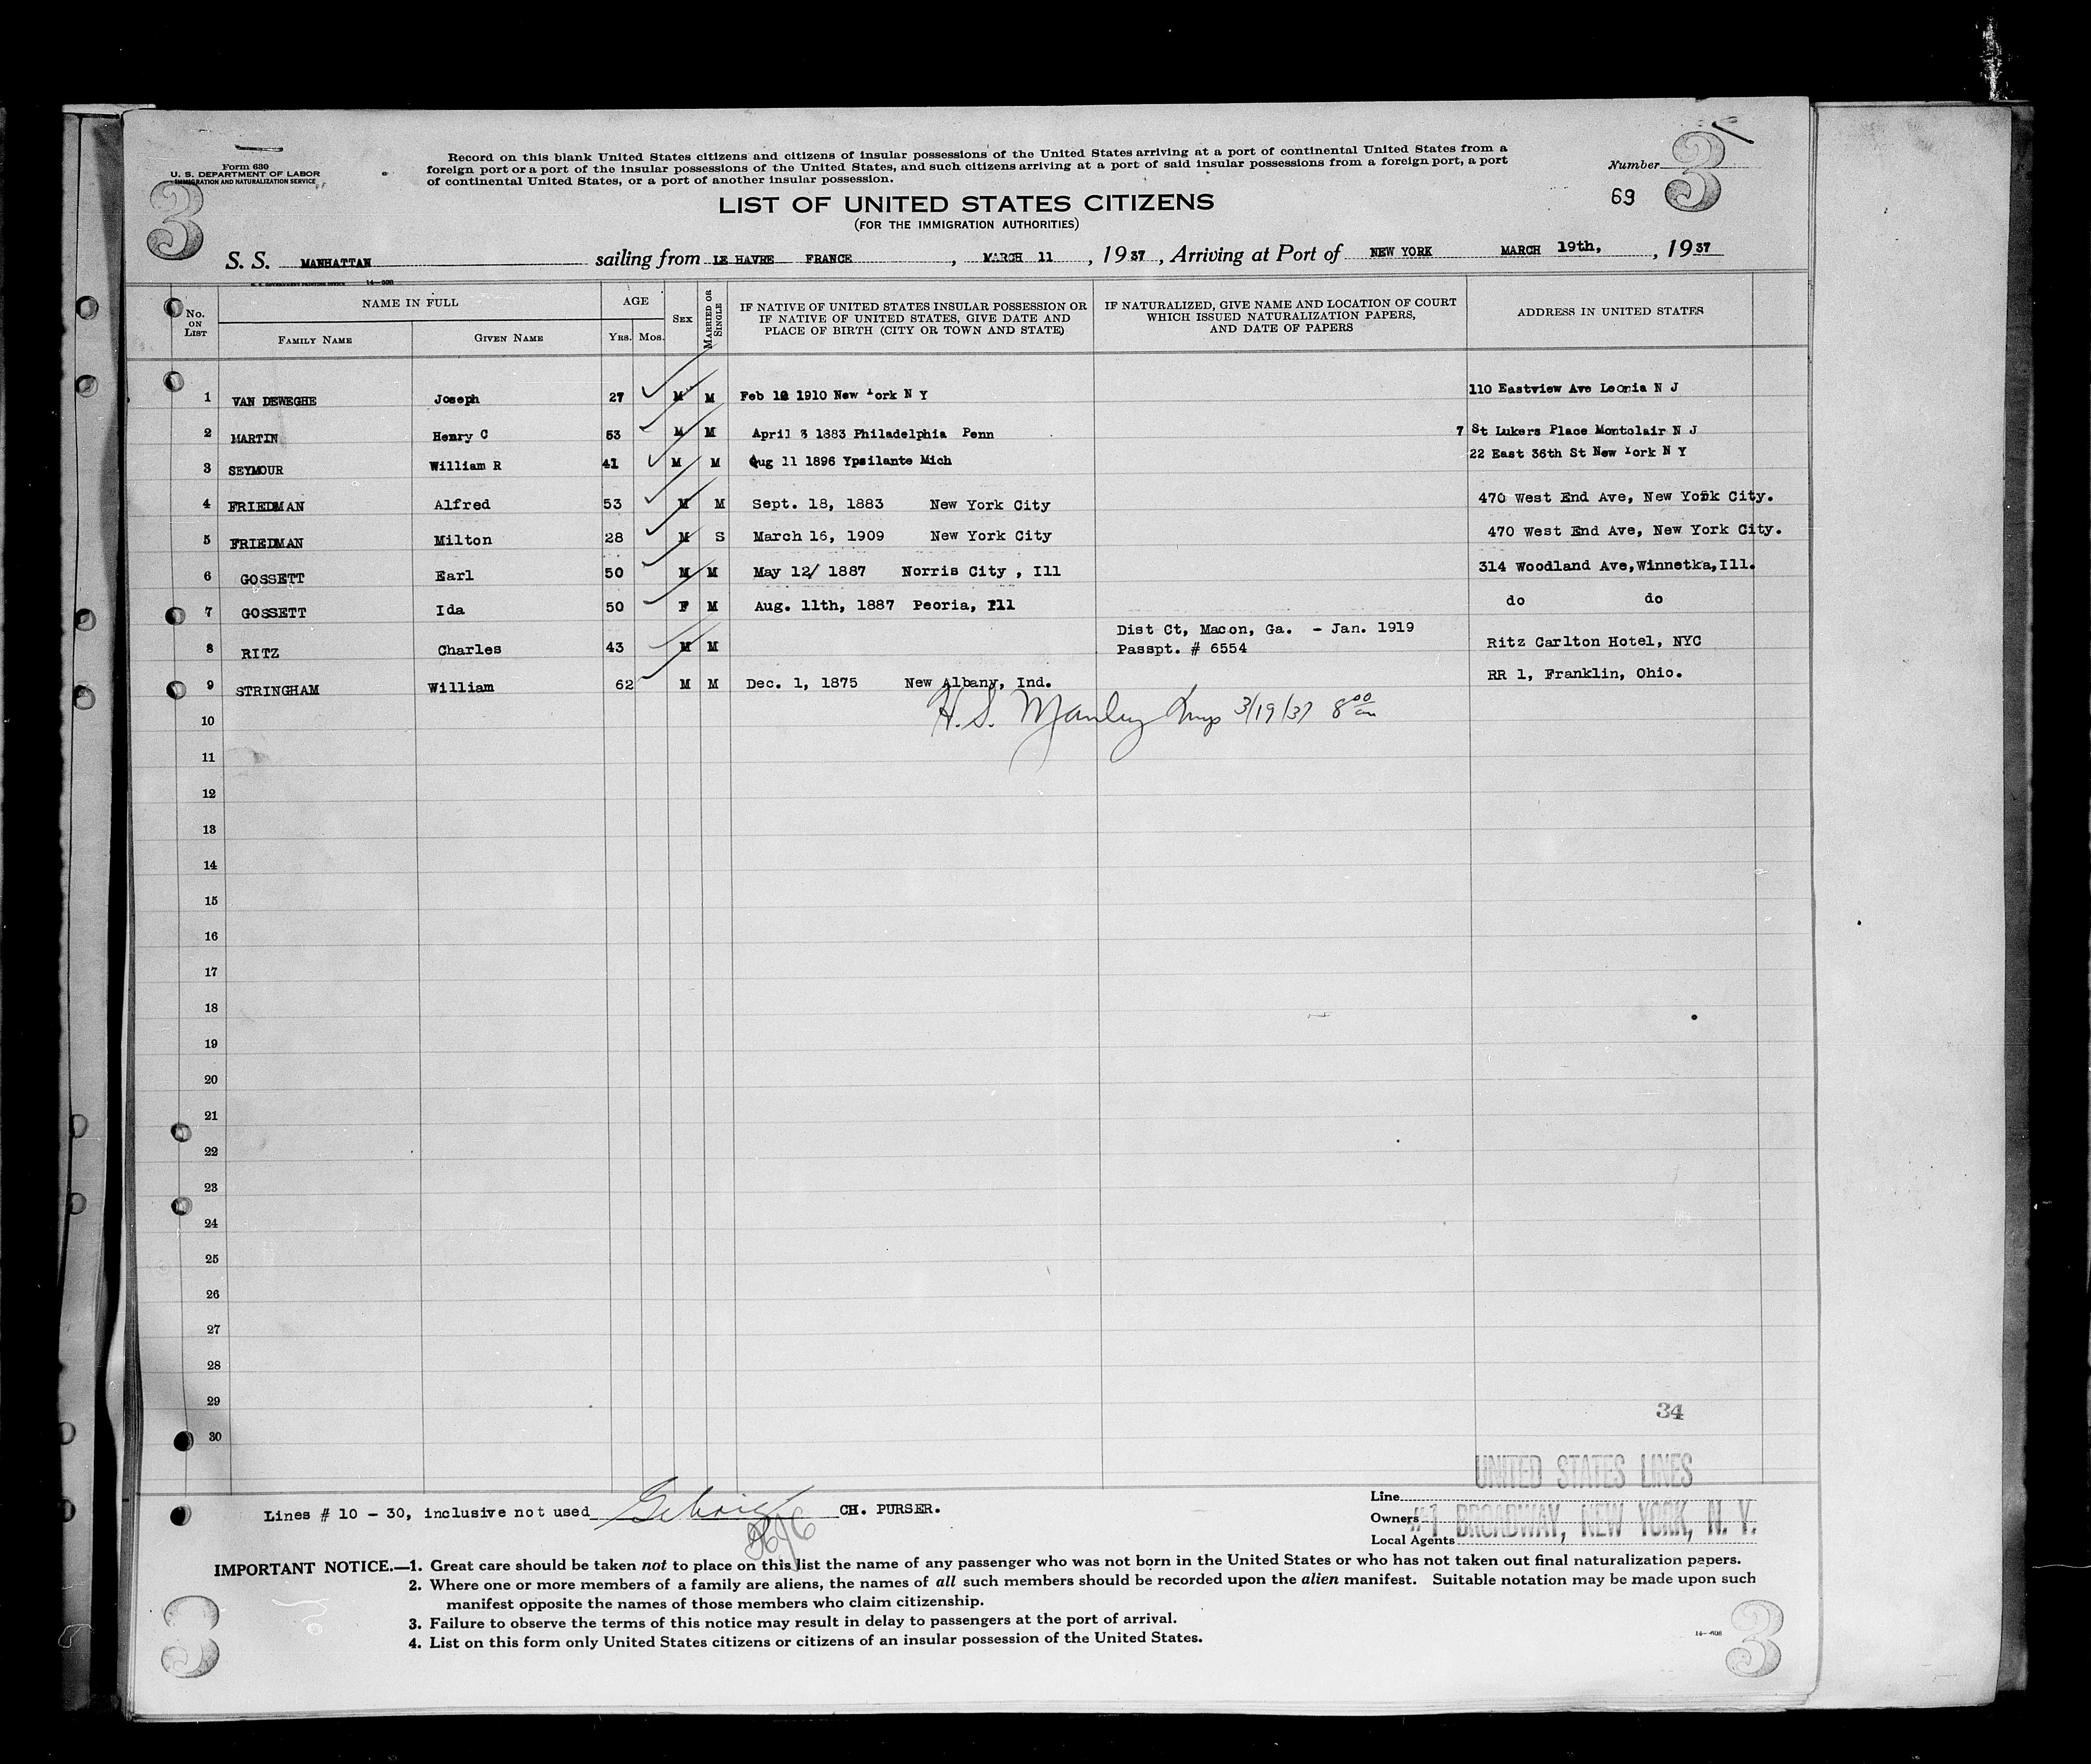 Form 630
U. S. DEPARTMENT OF LABOR
IMMIGRATION AND NATURALIZATION SERVICE
3
Record on this blank United States citizens and citizens of insular possessions of the United States arriving at a port of continental United States from a
foreign port or a port of the insular possessions of the United States, and such citizens arriving at a port of said insular possessions from a foreign port, a port
of continental United States, or a port of another insular possession.
Number 3
69
LIST OF UNITED STATES CITIZENS
(FOR THE IMMIGRATION AUTHORITIES)
S. S. MANHATTAN sailing from LE HAVRE FRANCE, MARCH 11, 1937, Arriving at Port of NEW YORK MARCH 19th, , 1937
U. S. GOVERNMENT PRINTING OFFICE 14—608
No. ON LIST NAME IN FULL AGE SEX MARRIED OR SINGLE IF NATIVE OF UNITED STATES INSULAR POSSESSION OR IF NATIVE OF UNITED STATES, GIVE DATE AND PLACE OF BIRTH (CITY OR TOWN AND STATE) IF NATURALIZED, GIVE NAME AND LOCATION OF COURT WHICH ISSUED NATURALIZATION PAPERS, AND DATE OF PAPERS ADDRESS IN UNITED STATES
FAMILY NAME GIVEN NAME YRS. MOS.
1 VAN DEWEGHE Joseph 27 M M Feb 12 1910 New York N Y 110 Eastview Ave Leonia N J
2 MARTIN Henry C 53 M M April 3 1883 Philadelphia Penn 7 St Lukers Place Montclair N J
3 SEYMOUR William R 41 M M Aug 11 1896 Ypsilante Mich 22 East 36th St New York N Y
4 FRIEDMAN Alfred 53 M M Sept. 18, 1883 New York City 470 West End Ave, New York City.
5 FRIEDMAN Milton 28 M S March 16, 1909 New York City 470 West End Ave, New York City.
6 GOSSETT Earl 50 M M May 12/ 1887 Norris City , Ill 314 Woodland Ave,Winnetka,Ill.
7 GOSSETT Ida 50 F M Aug. 11th, 1887 Peoria, Ill do do
8 RITZ Charles 43 M M Dist Ct, Macon, Ga. - Jan. 1919 Passpt. # 6554 Ritz Carlton Hotel, NYC
9 STRINGHAM William 62 M M Dec. 1, 1875 New Albany, Ind. RR 1, Franklin, Ohio.
10 H. S. Manley Insp 3/19/37 8 00 am
11
12
13
14
15
16
17
18
19
20
21
22
23
24
25
26
27
28
29
34
30
UNITED STATES LINES
Line
Lines # 10 - 30, inclusive not used CH. PURSER.
Owners #1 BROADWAY, NEW YORK, N. Y.
Local Agents
IMPORTANT NOTICE.—1. Great care should be taken not to place on this list the name of any passenger who was not born in the United States or who has not taken out final naturalization papers.
2. Where one or more members of a family are aliens, the names of all such members should be recorded upon the alien manifest. Suitable notation may be made upon such
manifest opposite the names of those members who claim citizenship.
3. Failure to observe the terms of this notice may result in delay to passengers at the port of arrival.
4. List on this form only United States citizens or citizens of an insular possession of the United States.
14—608
3
3